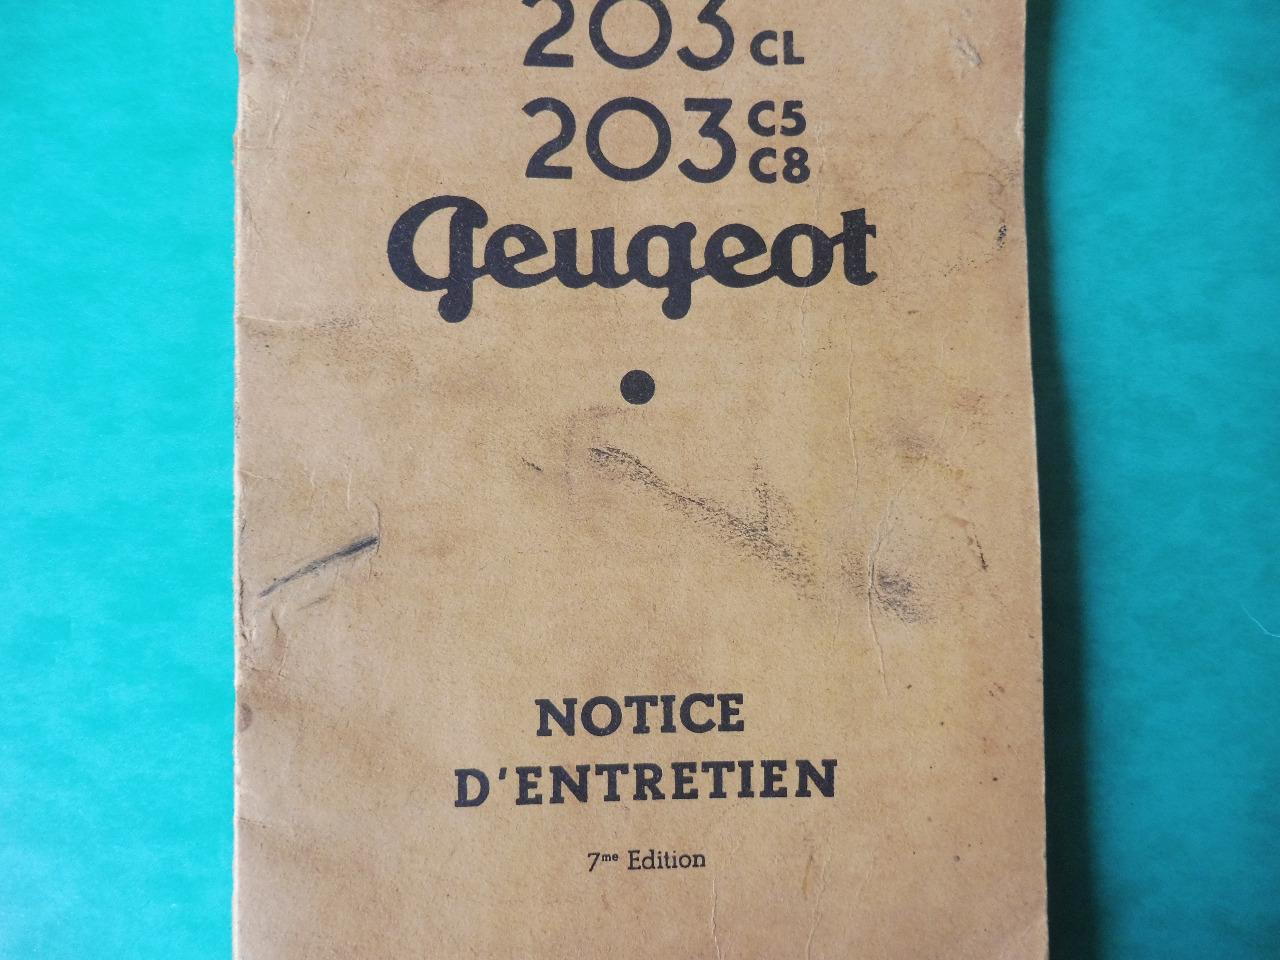 203 CL
203 C5 C8
Peugeot
NOTICE
D'ENTRETIEN
7me Edition